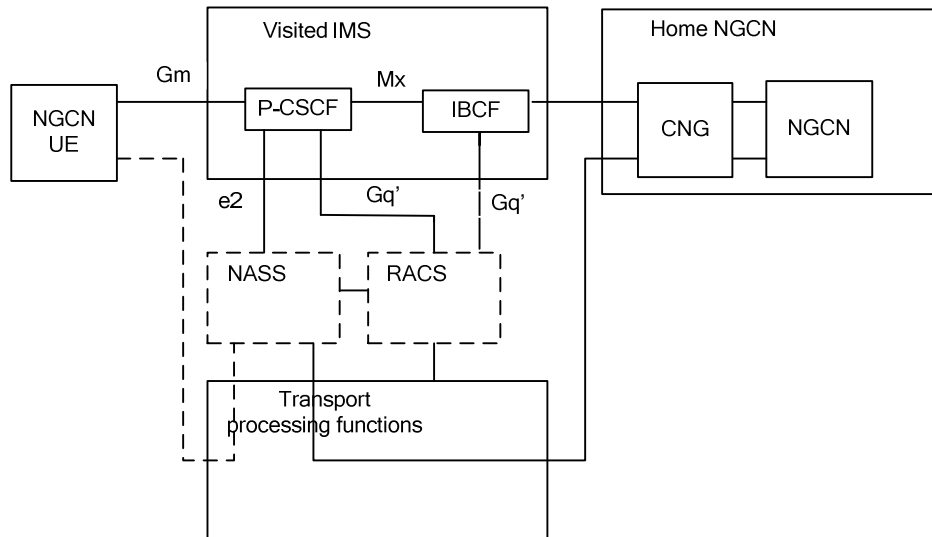 Visited IMS
Home NGCN
Gm
Mx
NGCN
UE
P-CSCF
IBCF
CNG
NGCN
e2
Gq’
Gq’
NASS
RACS
Transport
processing functions